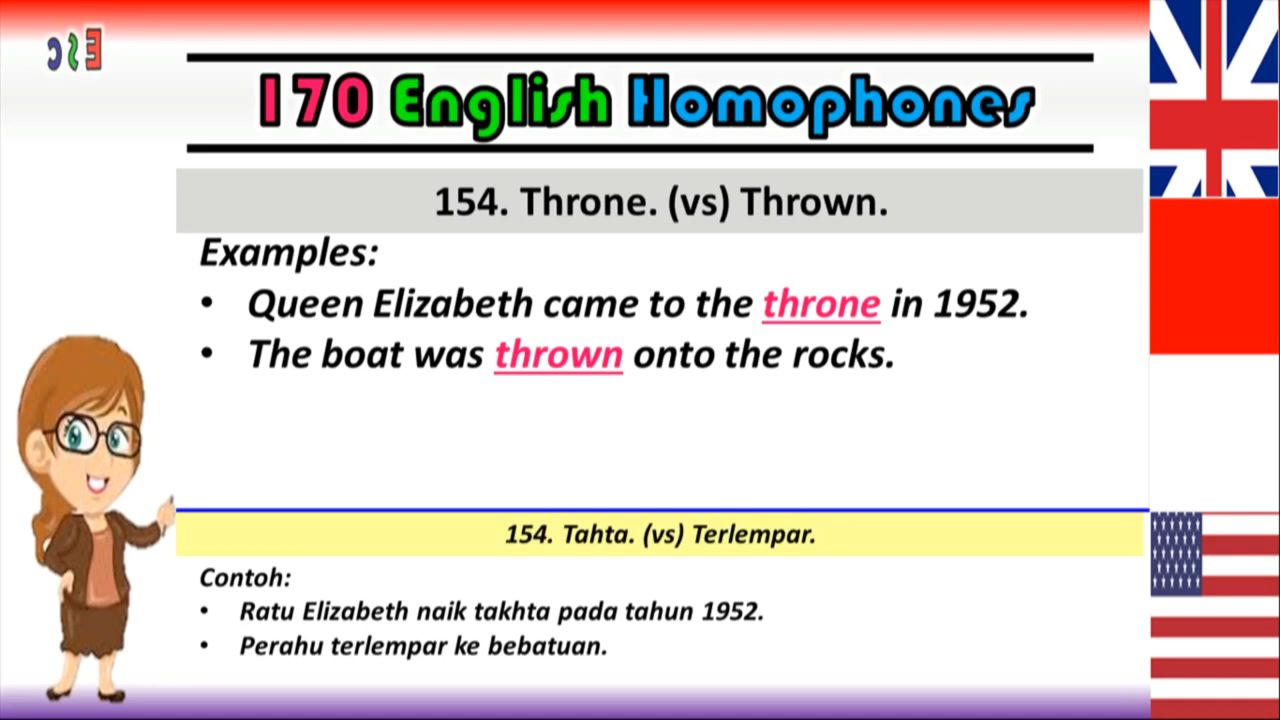 Esc
170 English Homophones
154. Throne. (vs) Thrown.
Examples:
• Queen Elizabeth came to the throne in 1952.
• The boat was thrown onto the rocks.
154. Tahta. (vs) Terlempar.
Contoh:
• Ratu Elizabeth naik takhta pada tahun 1952.
• Perahu terlempar ke bebatuan.